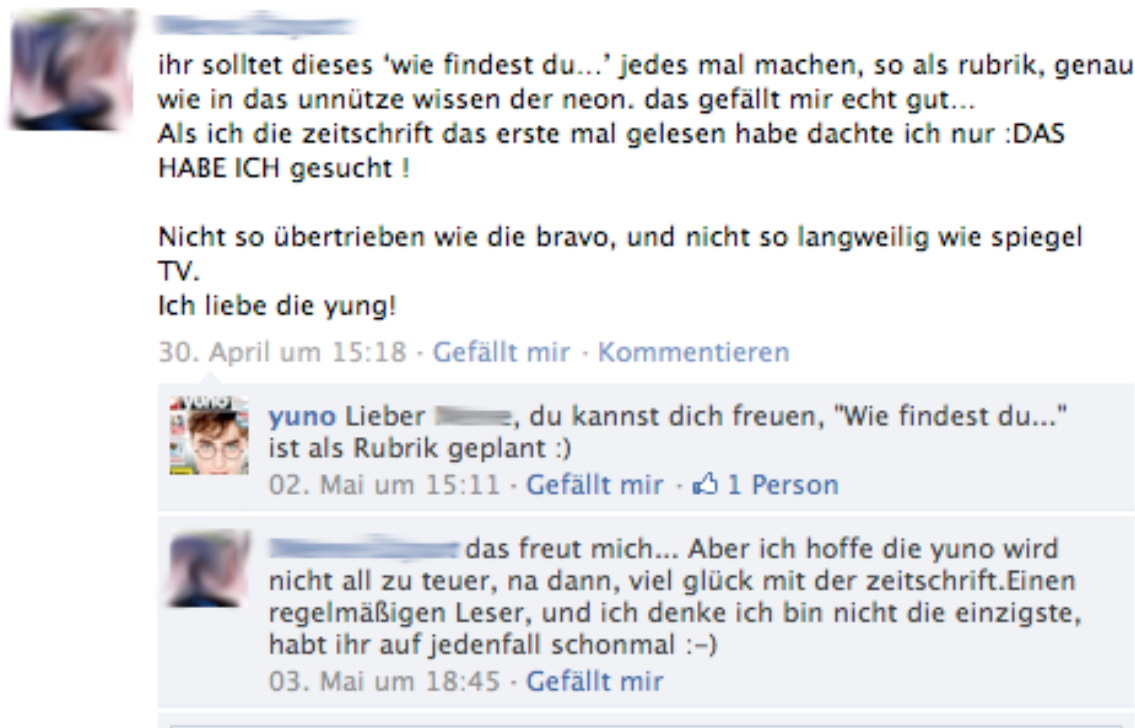 ihr solltet dieses ‘wie findest du...’ jedes mal machen, so als rubrik, genau
wie in das unnütze wissen der neon. das gefällt mir echt gut...
Als ich die zeitschrift das erste mal gelesen habe dachte ich nur :DAS
HABE ICH gesucht !
Nicht so übertrieben wie die bravo, und nicht so langweilig wie spiegel
TV.
Ich liebe die yung!
30. April um 15:18 · Gefällt mir · Kommentieren
yuno
yuno Lieber , du kannst dich freuen, "Wie findest du..."
ist als Rubrik geplant :)
02. Mai um 15:11 · Gefällt mir · 1 Person
das freut mich... Aber ich hoffe die yuno wird
nicht all zu teuer, na dann, viel glück mit der zeitschrift.Einen
regelmäßigen Leser, und ich denke ich bin nicht die einzigste,
habt ihr auf jedenfall schonmal :-)
03. Mai um 18:45 · Gefällt mir